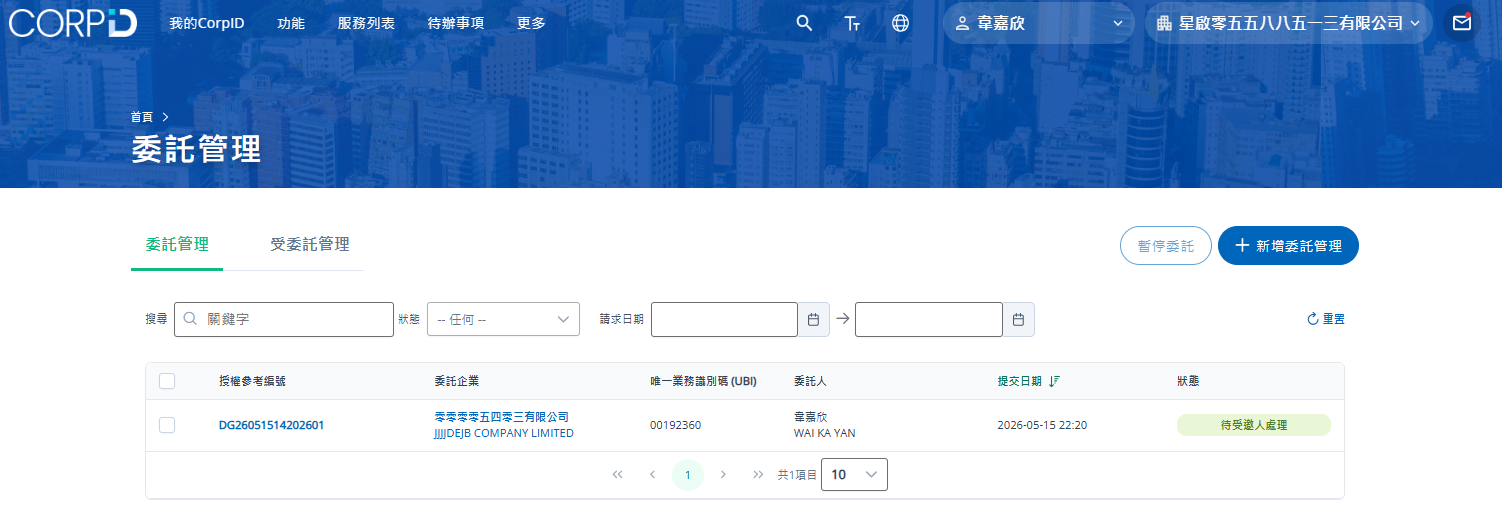 CORPID
我的CorpID
功能
服務列表
待辦事項
更多
韋嘉欣
星啟零五五八八五一三有限公司
首頁
委託管理
委託管理
受委託管理
暫停委託
新增委託管理
搜尋
關鍵字
狀態
-- 任何 --
請求日期
重置
授權參考編號
委託企業
唯一業務識別碼 (UBI)
委託人
提交日期
狀態
DG26051514202601
零零零零五四零三有限公司
JJJJDEJB COMPANY LIMITED
00192360
韋嘉欣
WAI KA YAN
2026-05-15 22:20
待受邀人處理
1
共1項目
10